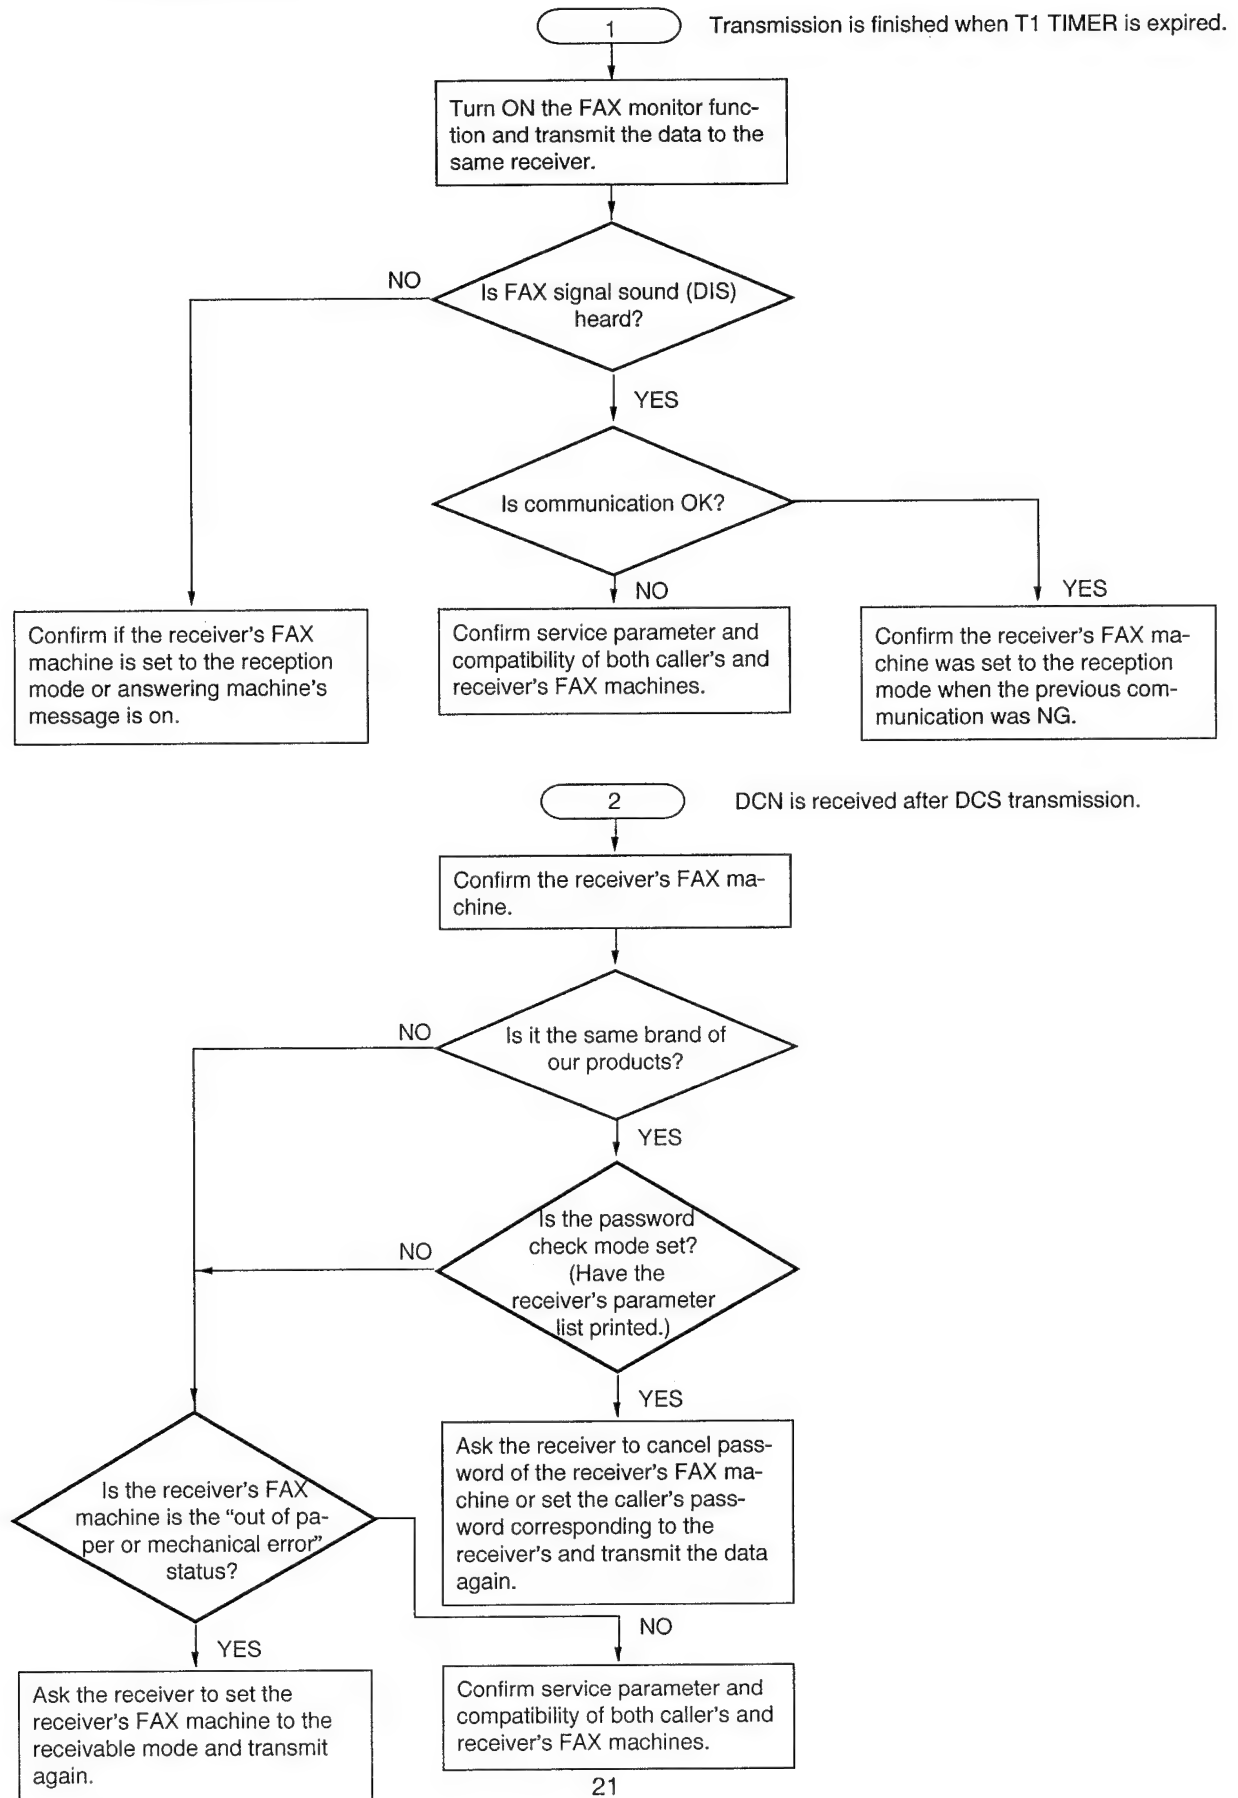 1
Transmission is finished when T1 TIMER is expired.
Turn ON the FAX monitor func-
tion and transmit the data to the
same receiver.
NO
Is FAX signal sound (DIS)
heard?
YES
Is communication OK?
NO
YES
Confirm if the receiver's FAX
machine is set to the reception
mode or answering machine's
message is on.
Confirm service parameter and
compatibility of both caller's and
receiver's FAX machines.
Confirm the receiver's FAX ma-
chine was set to the reception
mode when the previous com-
munication was NG.
2
DCN is received after DCS transmission.
Confirm the receiver's FAX ma-
chine.
NO
Is it the same brand of
our products?
YES
NO
Is the password
check mode set?
(Have the
receiver's parameter
list printed.)
YES
Is the receiver's FAX
machine is the “out of pa-
per or mechanical error”
status?
Ask the receiver to cancel pass-
word of the receiver's FAX ma-
chine or set the caller's pass-
word corresponding to the
receiver's and transmit the data
again.
NO
YES
Ask the receiver to set the
receiver's FAX machine to the
receivable mode and transmit
again.
Confirm service parameter and
compatibility of both caller's and
receiver's FAX machines.
21